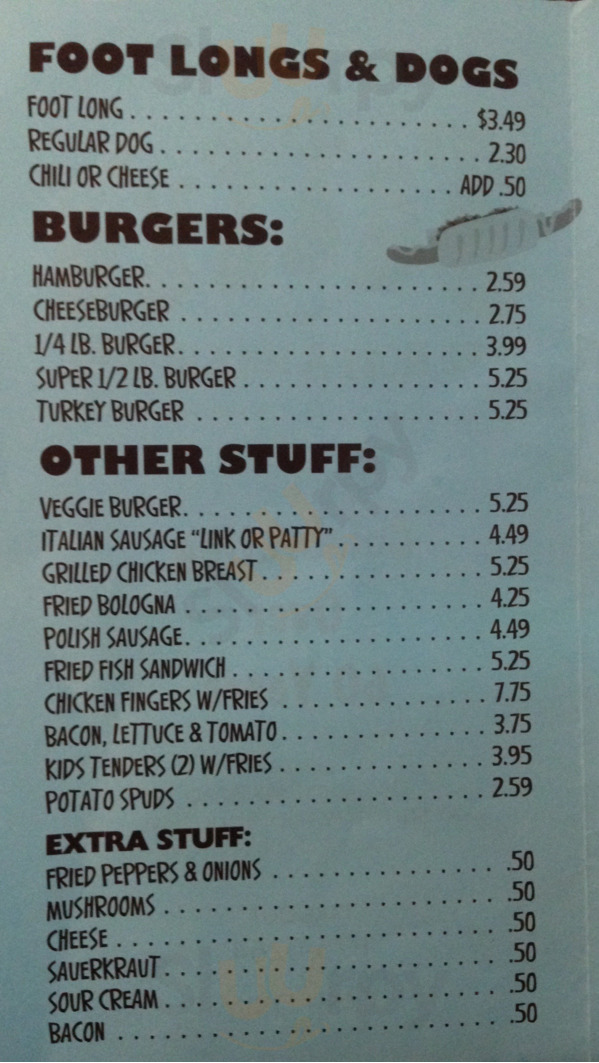 FOOT LONGS & DOGS
FOOT LONG . . . . . . . . . . . . . . . . . . . . . . . $3.49
REGULAR DOG . . . . . . . . . . . . . . . . . . . . . 2.30
CHILI OR CHEESE . . . . . . . . . . . . . . . . . . ADD .50
BURGERS:
HAMBURGER. . . . . . . . . . . . . . . . . . . . . . . 2.59
CHEESEBURGER . . . . . . . . . . . . . . . . . . . . 2.75
1/4 LB. BURGER. . . . . . . . . . . . . . . . . . . . 3.99
SUPER 1/2 LB. BURGER . . . . . . . . . . . . . . . . 5.25
TURKEY BURGER . . . . . . . . . . . . . . . . . . . 5.25
OTHER STUFF:
VEGGIE BURGER. . . . . . . . . . . . . . . . . . . . 5.25
ITALIAN SAUSAGE “LINK OR PATTY” . . . . . . . . . . 4.49
GRILLED CHICKEN BREAST . . . . . . . . . . . . . . . 5.25
FRIED BOLOGNA . . . . . . . . . . . . . . . . . . . . 4.25
POLISH SAUSAGE. . . . . . . . . . . . . . . . . . . . 4.49
FRIED FISH SANDWICH . . . . . . . . . . . . . . . . . 5.25
CHICKEN FINGERS W/FRIES . . . . . . . . . . . . . . 7.75
BACON, LETTUCE & TOMATO . . . . . . . . . . . . . . 3.75
KIDS TENDERS (2) W/FRIES . . . . . . . . . . . . . . 3.95
POTATO SPUDS . . . . . . . . . . . . . . . . . . . . 2.59
EXTRA STUFF:
FRIED PEPPERS & ONIONS . . . . . . . . . . . . . . . .50
MUSHROOMS . . . . . . . . . . . . . . . . . . . . . . .50
CHEESE . . . . . . . . . . . . . . . . . . . . . . . . . .50
SAUERKRAUT . . . . . . . . . . . . . . . . . . . . . . .50
SOUR CREAM . . . . . . . . . . . . . . . . . . . . . . .50
BACON . . . . . . . . . . . . . . . . . . . . . . . . . .50